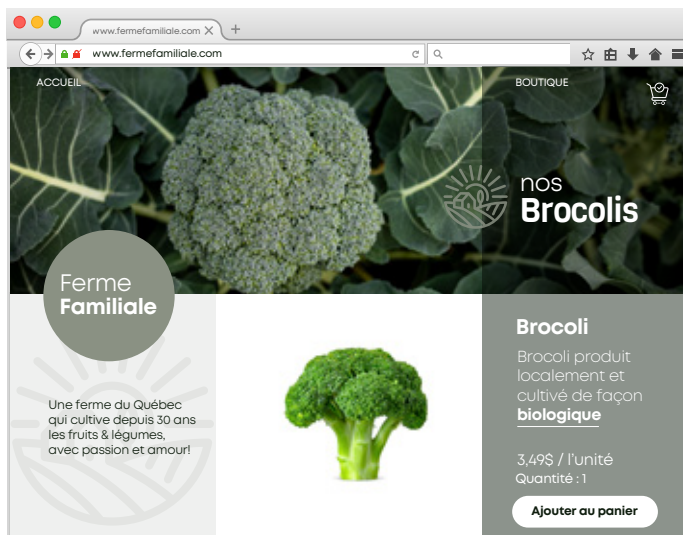 www.fermefamiliale.com
www.fermefamiliale.com
ACCUEIL
BOUTIQUE
nos
Brocolis
Ferme
Familiale
Une ferme du Québec
qui cultive depuis 30 ans
les fruits & légumes,
avec passion et amour!
Brocoli
Brocoli produit
localement et
cultivé de façon
biologique
3,49$ / l'unité
Quantité : 1
Ajouter au panier